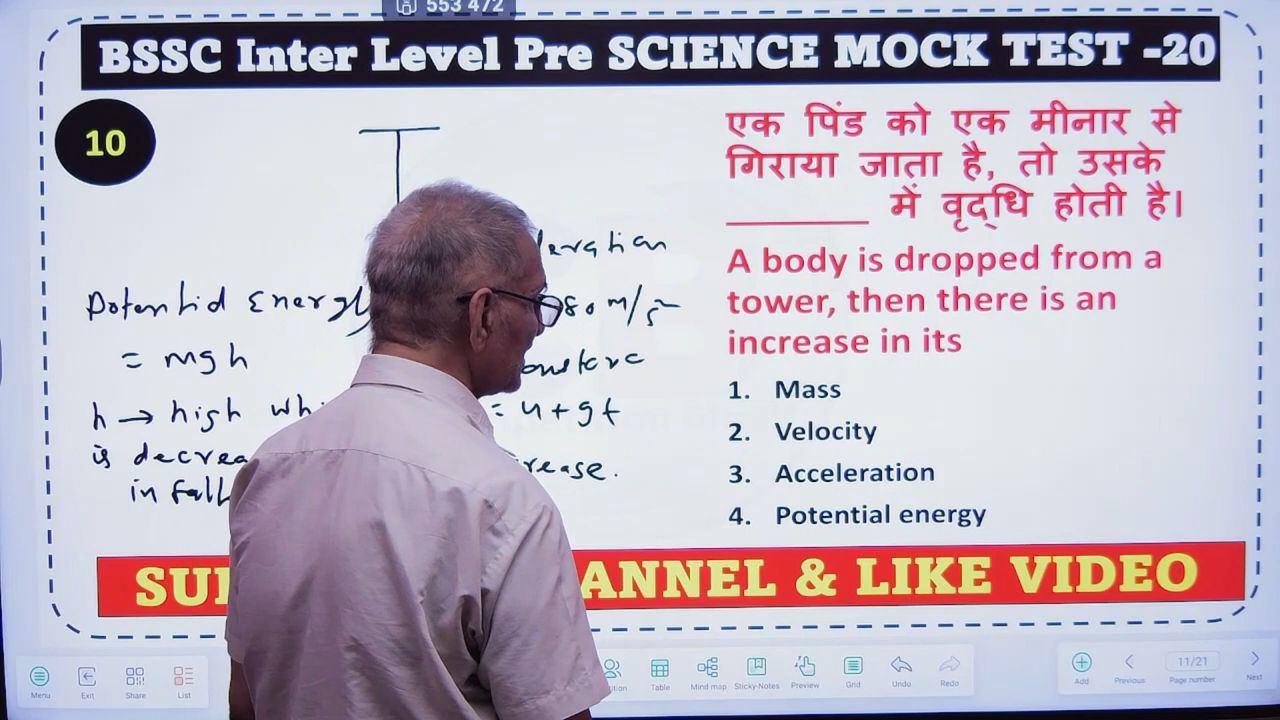 553 472
BSSC Inter Level Pre SCIENCE MOCK TEST -20
10
एक पिंड को एक मीनार से
गिराया जाता है, तो उसके
________ में वृद्धि होती है।
A body is dropped from a
tower, then there is an
increase in its
1. Mass
2. Velocity
3. Acceleration
4. Potential energy
Potential Energy
= mgh
h → high
is
in fall
80 m/s²
= u + gt
SU ANNEL & LIKE VIDEO
Menu
Exit
Share
List
Table
Mind map
Sticky-Notes
Preview
Grid
Undo
Redo
Add
Previous
11/21
Page number
Next